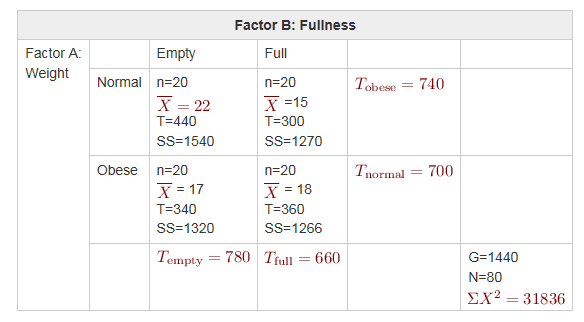 Factor B: Fullness
Factor A: Weight
Empty
Full
Normal
n=20
X̅ = 22
T=440
SS=1540
n=20
X̅ =15
T=300
SS=1270
T_obese = 740
Obese
n=20
X̅ = 17
T=340
SS=1320
n=20
X̅ = 18
T=360
SS=1266
T_normal = 700
T_empty = 780
T_full = 660
G=1440
N=80
ΣX² = 31836